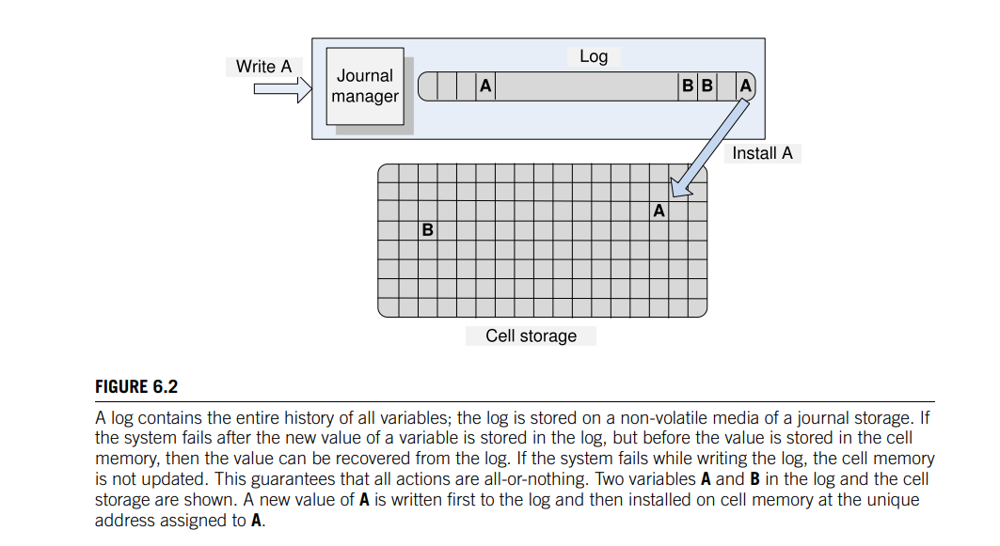 Log
Write A
Journal
manager
A
B
B
A
Install A
A
B
Cell storage
FIGURE 6.2
A log contains the entire history of all variables; the log is stored on a non-volatile media of a journal storage. If
the system fails after the new value of a variable is stored in the log, but before the value is stored in the cell
memory, then the value can be recovered from the log. If the system fails while writing the log, the cell memory
is not updated. This guarantees that all actions are all-or-nothing. Two variables A and B in the log and the cell
storage are shown. A new value of A is written first to the log and then installed on cell memory at the unique
address assigned to A.